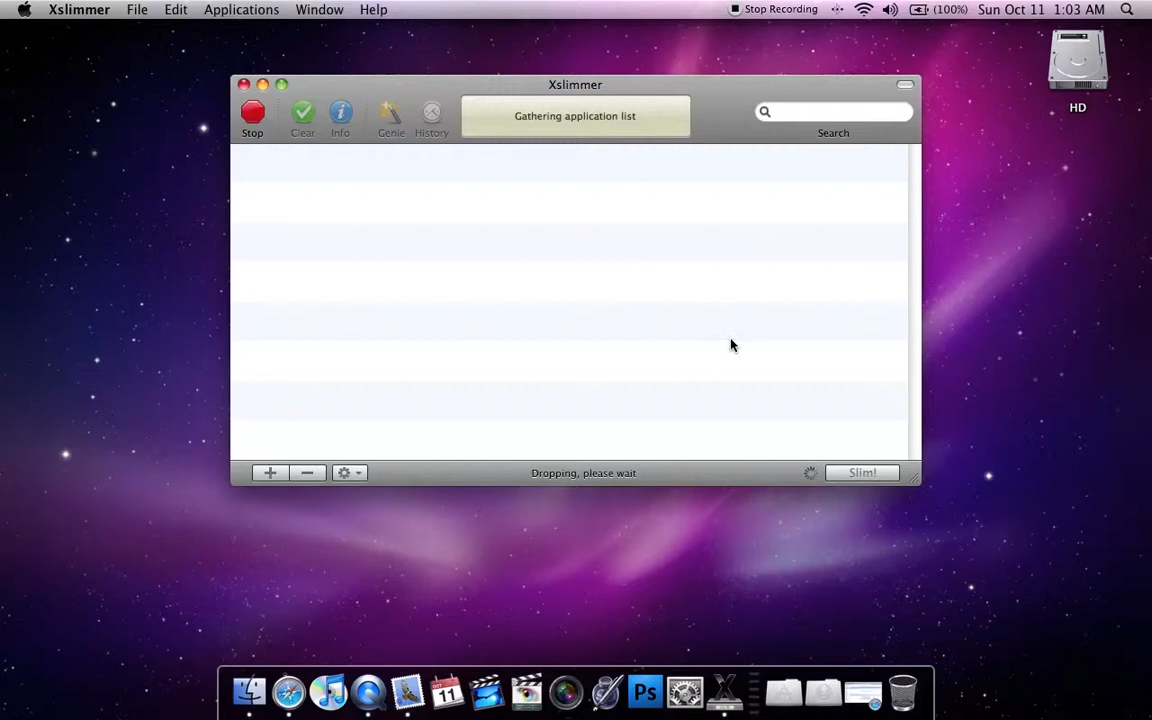 Xslimmer File Edit Applications Window Help Stop Recording (100%) Sun Oct 11 1:03 AM
HD
Xslimmer
Gathering application list
Stop Clear Info Genie History Search
Dropping, please wait Slim!
OCT 11 Ps X